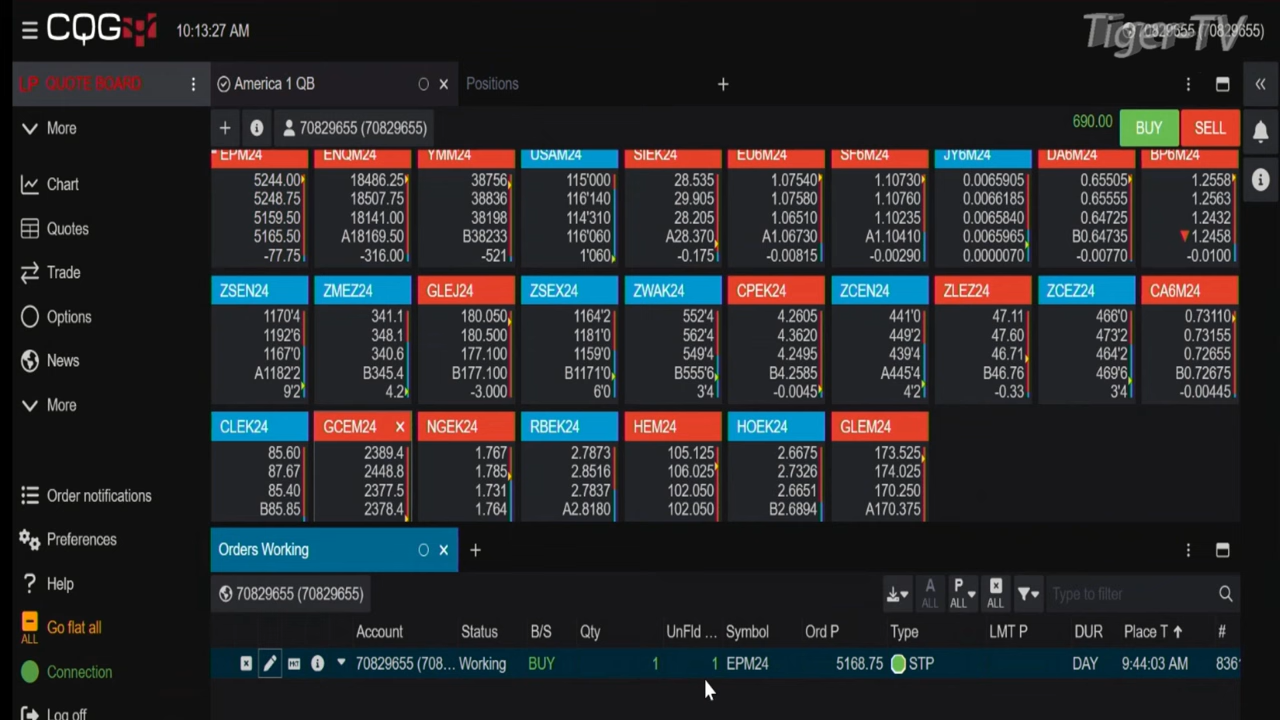 CQG 10:13:27 AM Tiger-TV 70829655 (70829655)
LP QUOTE BOARD America 1 QB Positions
More 70829655 (70829655) 690.00 BUY SELL
EPM24 ENQM24 YMM24 USAM24 SIEK24 EU6M24 SF6M24 JY6M24 DA6M24 BP6M24
5244.00 18486.25 38756 115'000 28.535 1.07540 1.10730 0.0065905 0.65505 1.2558
5248.75 18507.75 38836 116'140 29.905 1.07580 1.10760 0.0066185 0.65555 1.2563
5159.50 18141.00 38198 114'310 28.205 1.06510 1.10235 0.0065840 0.64725 1.2432
5165.50 A18169.50 B38233 116'060 A28.370 A1.06730 A1.10410 0.0065965 B0.64735 1.2458
-77.75 -316.00 -521 1'060 -0.175 -0.00815 -0.00290 0.0000070 -0.00770 -0.0100
ZSEN24 ZMEZ24 GLEJ24 ZSEX24 ZWAK24 CPEK24 ZCEN24 ZLEZ24 ZCEZ24 CA6M24
1170'4 341.1 180.050 1164'2 552'4 4.2605 441'0 47.11 466'0 0.73110
1192'6 348.1 180.500 1181'0 562'4 4.3620 449'2 47.60 473'2 0.73155
1167'0 340.6 177.100 1159'0 549'4 4.2495 439'4 46.71 464'2 0.72655
A1182'2 B345.4 B177.100 B1171'0 B555'6 B4.2585 A445'4 B46.76 469'6 B0.72675
9'2 4.2 -3.000 6'0 3'4 -0.0045 4'2 -0.33 3'4 -0.00445
CLEK24 GCEM24 NGEK24 RBEK24 HEM24 HOEK24 GLEM24
85.60 2389.4 1.767 2.7873 105.125 2.6675 173.525
87.67 2448.8 1.785 2.8516 106.025 2.7326 174.025
85.40 2377.5 1.731 2.7837 102.050 2.6651 170.250
B85.85 2378.4 1.764 A2.8180 102.050 B2.6894 A170.375
Chart
Quotes
Trade
Options
News
More
Order notifications
Preferences
Help
ALL Go flat all
Connection
Log off
Orders Working
70829655 (70829655) A ALL P ALL ALL Type to filter
Account Status B/S Qty UnFld ... Symbol Ord P Type LMT P DUR Place T #
70829655 (708... Working BUY 1 1 EPM24 5168.75 STP DAY 9:44:03 AM 836